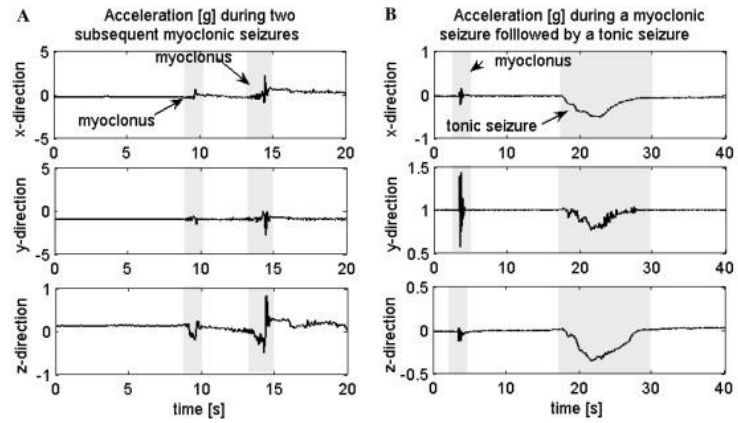 A
Acceleration [g] during two
subsequent myoclonic seizures
x-direction
5
0
-5
0
5
10
15
20
myoclonus
myoclonus
y-direction
5
0
-5
0
5
10
15
20
z-direction
1
0
-1
0
5
10
15
20
time [s]
B
Acceleration [g] during a myoclonic
seizure folllowed by a tonic seizure
x-direction
1
0
-1
0
10
20
30
40
myoclonus
tonic seizure
y-direction
1.5
1
0.5
0
10
20
30
40
z-direction
0.5
0
-0.5
0
10
20
30
40
time [s]